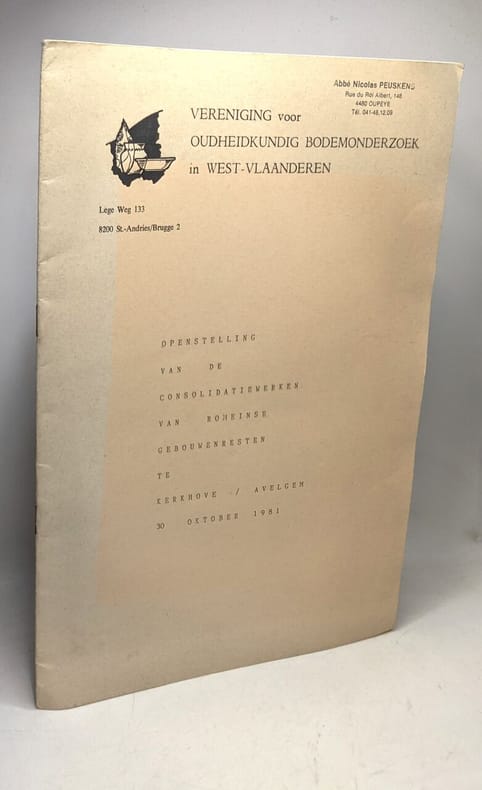 Abbé Nicolas PEUSKENS
Rue du Roi Albert, 148
4480 OUPEYE
Tél. 041-48.12.09
VERENIGING voor
OUDHEIDKUNDIG BODEMONDERZOEK
in WEST-VLAANDEREN
Lege Weg 133
8200 St.-Andries/Brugge 2
OPENSTELLING
VAN DE
CONSOLIDATIEWERKEN
VAN ROMEINSE
GEBOUWENRESTEN
TE
KERKHOVE / AVELGEM
30 OKTOBER 1981